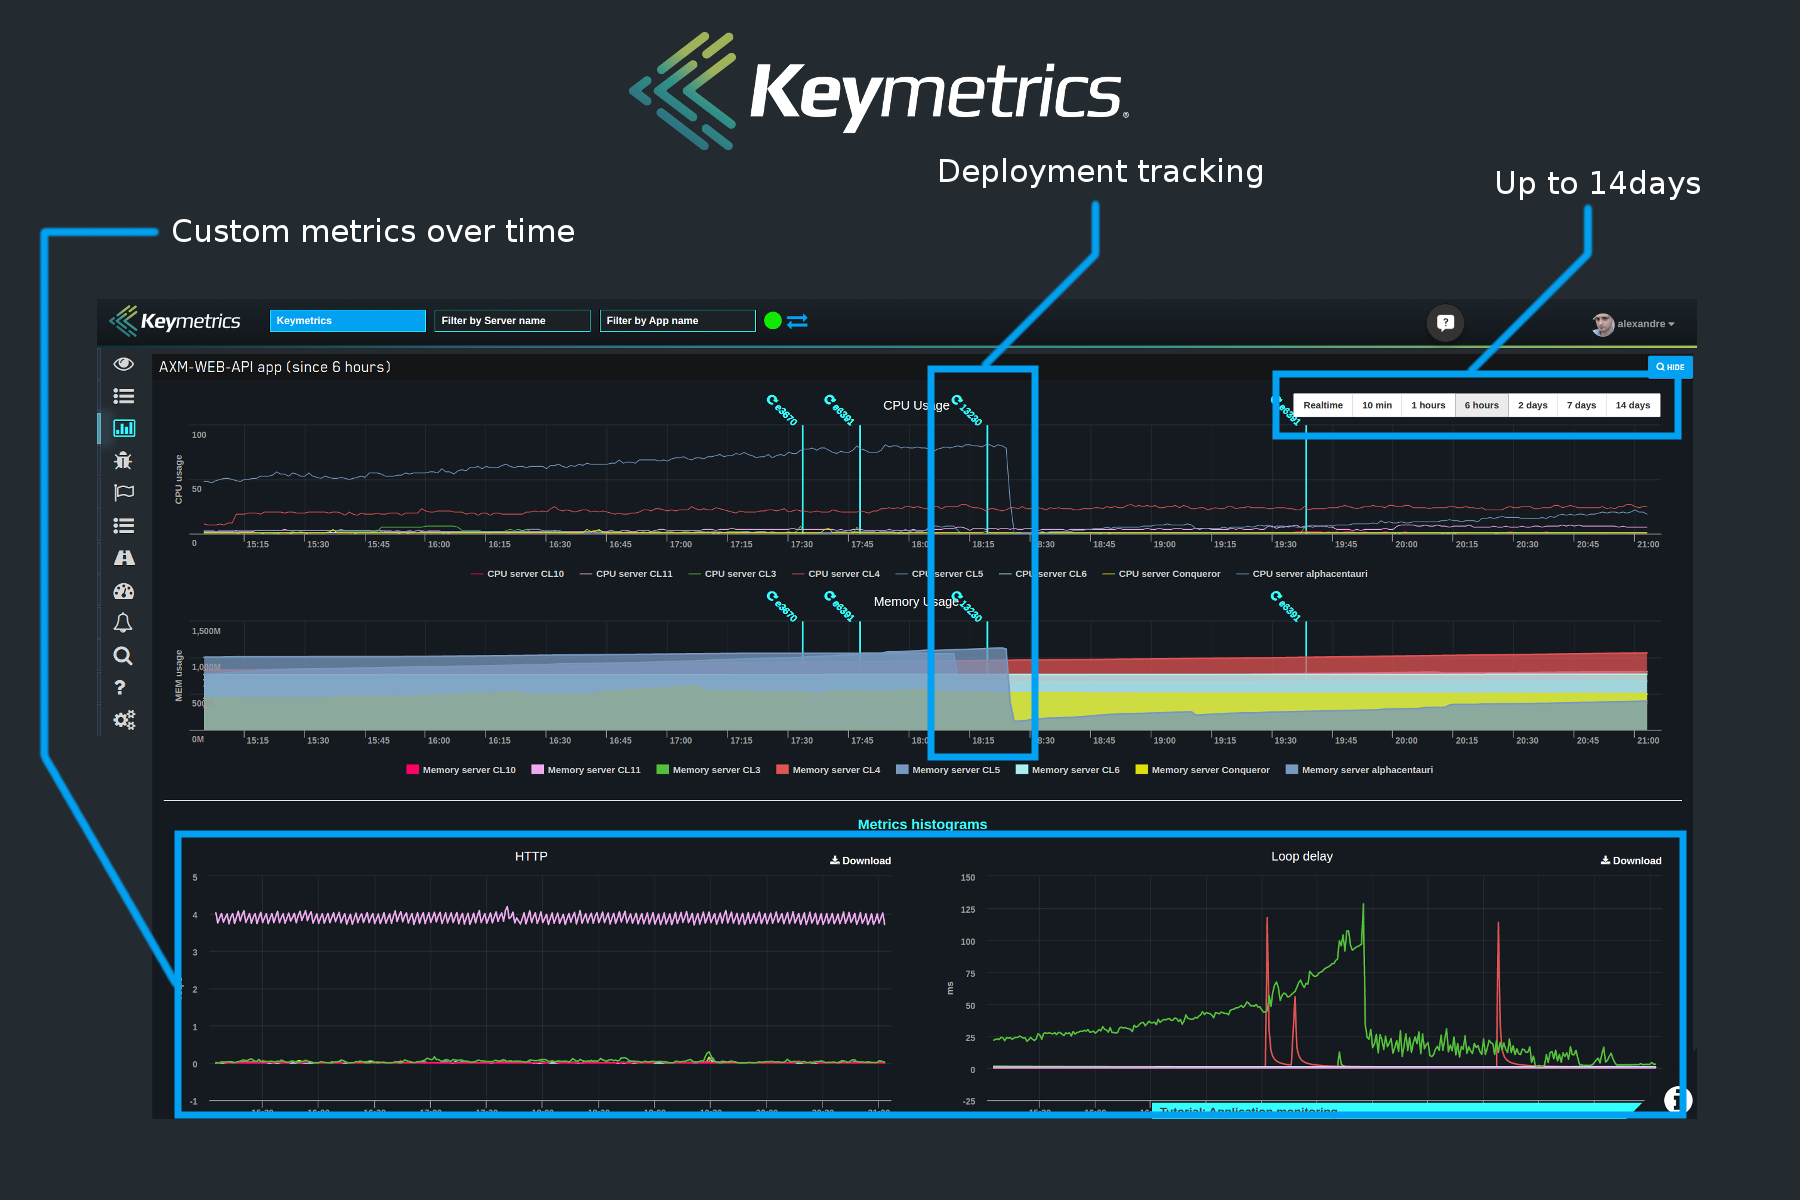 Keymetrics®
Deployment tracking
Up to 14days
Custom metrics over time
Keymetrics
Keymetrics
Filter by Server name
Filter by App name
alexandre
AXM-WEB-API app (since 6 hours)
HIDE
Realtime 10 min 1 hours 6 hours 2 days 7 days 14 days
CPU Usage
e3670
e6391
13230
e6391
CPU usage
100
50
0
15:15 15:30 15:45 16:00 16:15 16:30 16:45 17:00 17:15 17:30 17:45 18:15 18:30 18:45 19:00 19:15 19:30 19:45 20:00 20:15 20:30 20:45 21:00
CPU server CL10 CPU server CL11 CPU server CL3 CPU server CL4 CPU server CL5 CPU server CL6 CPU server Conqueror CPU server alphacentauri
Memory Usage
e3670
e6391
13230
e6391
MEM usage
1,500M
1,000M
500M
0M
15:15 15:30 15:45 16:00 16:15 16:30 16:45 17:00 17:15 17:30 17:45 18:15 18:30 18:45 19:00 19:15 19:30 19:45 20:00 20:15 20:30 20:45 21:00
Memory server CL10 Memory server CL11 Memory server CL3 Memory server CL4 Memory server CL5 Memory server CL6 Memory server Conqueror Memory server alphacentauri
Metrics histograms
HTTP
Download
5
4
3
2
1
0
-1
Loop delay
Download
ms
150
125
100
75
50
25
0
-25
Tutorial: Application monitoring